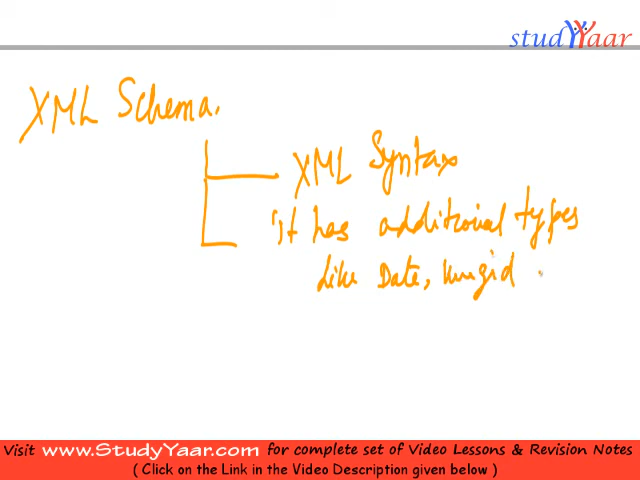 studYYaar
XML Schema.
XML Syntax
it has additional types
like Date,
Visit www.StudyYaar.com for complete set of Video Lessons & Revision Notes
( Click on the Link in the Video Description given below )